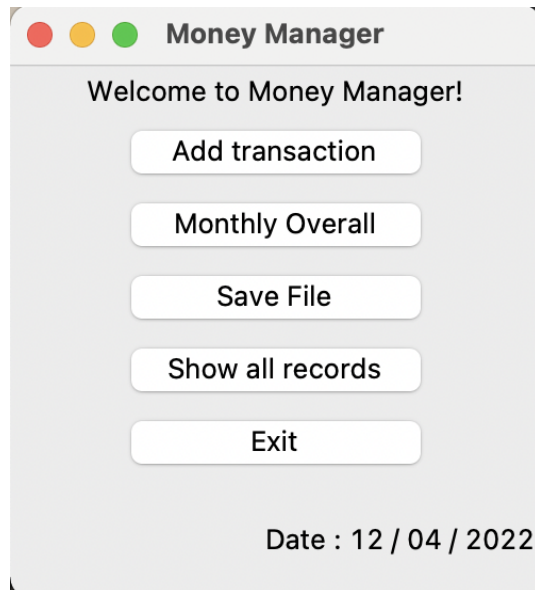 Money Manager
Welcome to Money Manager!
Add transaction
Monthly Overall
Save File
Show all records
Exit
Date : 12 / 04 / 2022